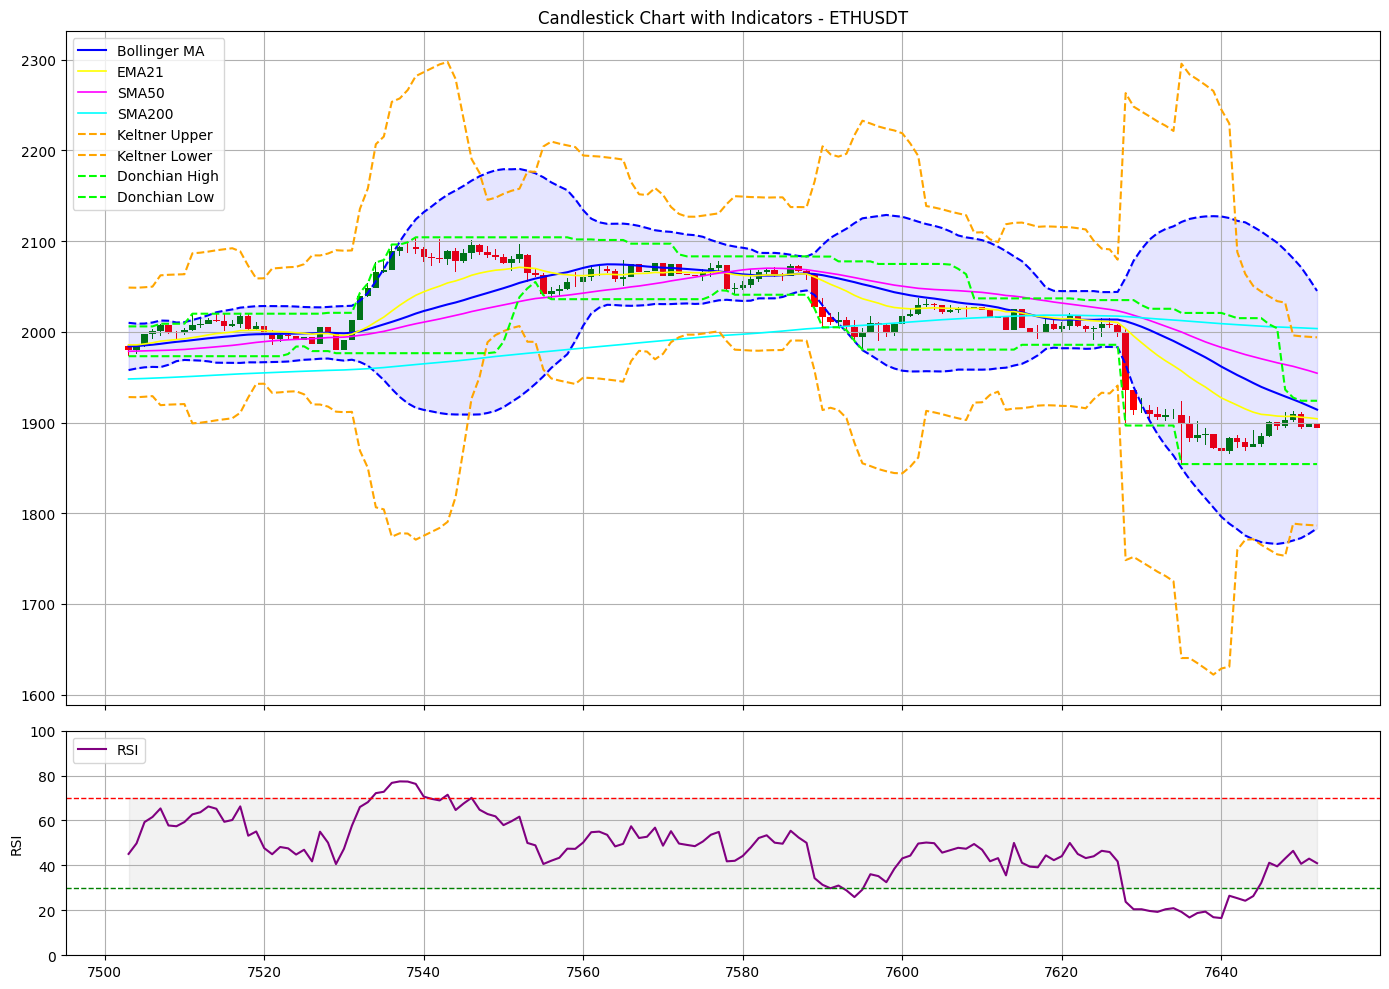 Candlestick Chart with Indicators - ETHUSDT
Bollinger MA
EMA21
SMA50
SMA200
Keltner Upper
Keltner Lower
Donchian High
Donchian Low
2300
2200
2100
2000
1900
1800
1700
1600
RSI
RSI
100
80
60
40
20
0
7500
7520
7540
7560
7580
7600
7620
7640